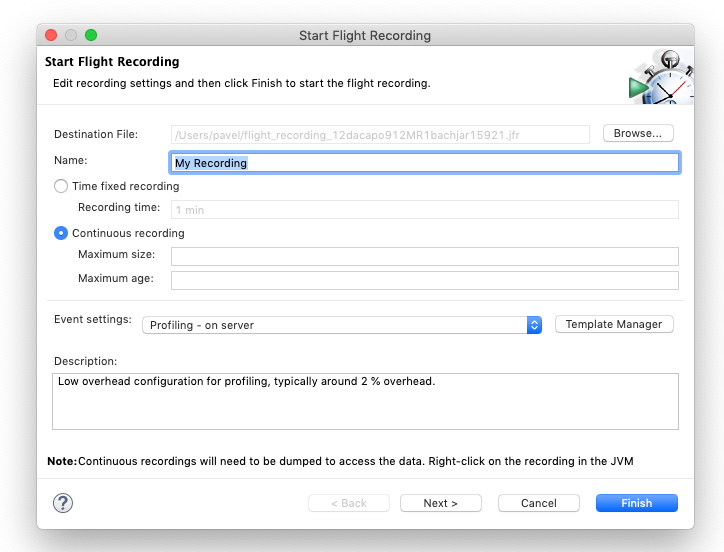 Start Flight Recording
Start Flight Recording
Edit recording settings and then click Finish to start the flight recording.
Destination File: /Users/pavel/flight_recording_12dacapo912MR1bachjar15921.jfr Browse...
Name: My Recording
Time fixed recording
Recording time: 1 min
Continuous recording
Maximum size:
Maximum age:
Event settings: Profiling - on server Template Manager
Description:
Low overhead configuration for profiling, typically around 2 % overhead.
Note:Continuous recordings will need to be dumped to access the data. Right-click on the recording in the JVM
? < Back Next > Cancel Finish